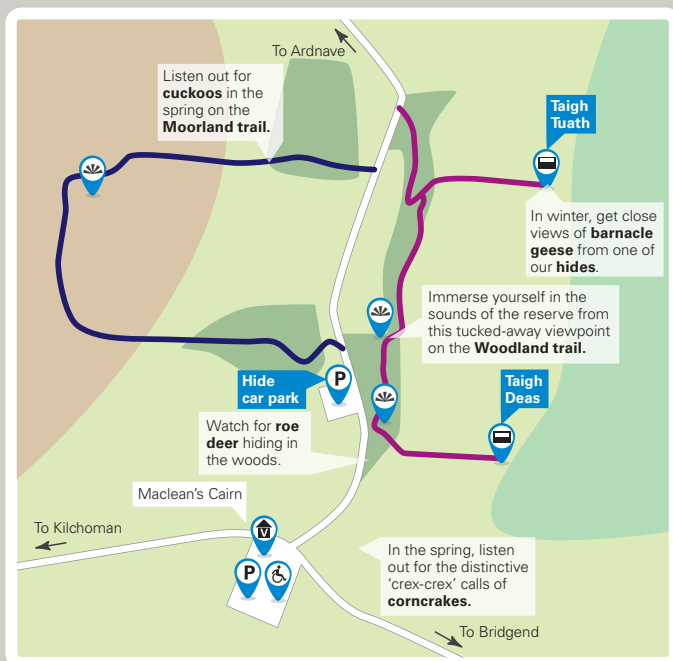 To Ardnave
Listen out for
cuckoos in the
spring on the
Moorland trail.
Taigh
Tuath
In winter, get close
views of barnacle
geese from one of
our hides.
Immerse yourself in the
sounds of the reserve from
this tucked-away viewpoint
on the Woodland trail.
Hide
car park
P
Taigh
Deas
Watch for roe
deer hiding in
the woods.
Maclean's Cairn
To Kilchoman
V
P
In the spring, listen
out for the distinctive
'crex-crex' calls of
corncrakes.
To Bridgend